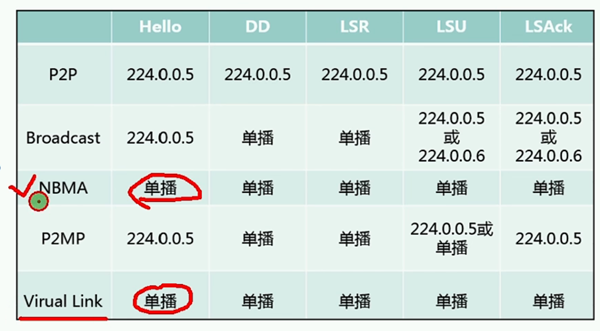 Hello DD LSR LSU LSAck
P2P 224.0.0.5 224.0.0.5 224.0.0.5 224.0.0.5 224.0.0.5
Broadcast 224.0.0.5 单播 单播 224.0.0.5 或 224.0.0.6 224.0.0.5 或 224.0.0.6
NBMA 单播 单播 单播 单播 单播
P2MP 224.0.0.5 单播 单播 224.0.0.5或 单播 224.0.0.5
Virual Link 单播 单播 单播 单播 单播